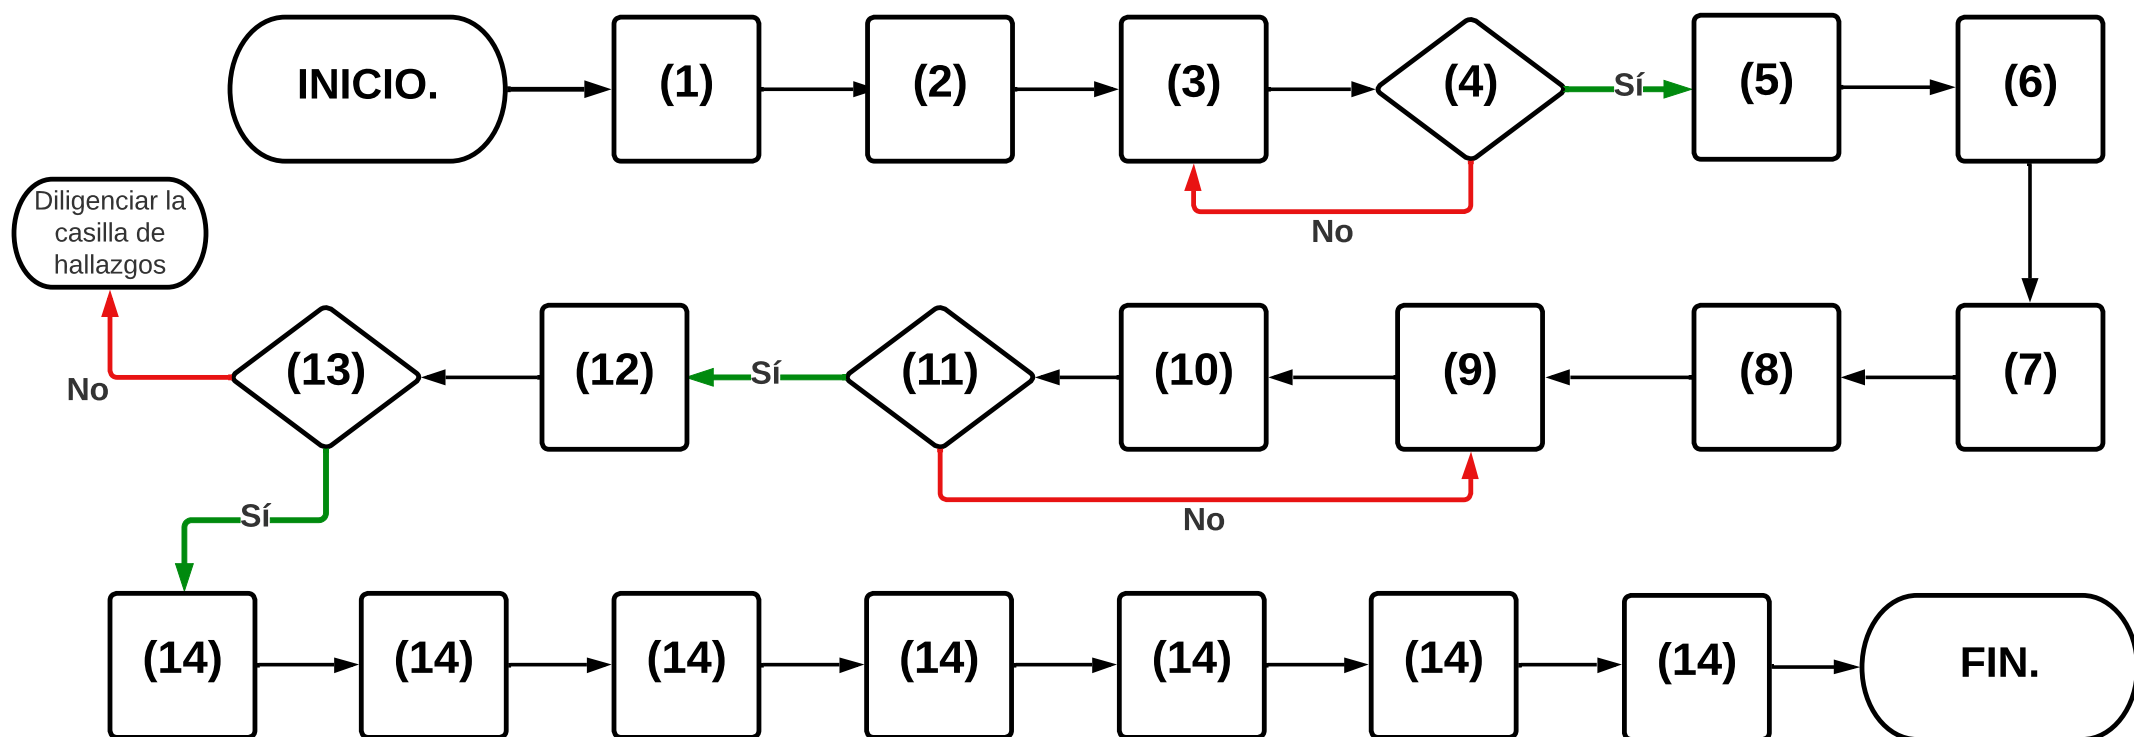 INICIO.
(1)
(2)
(3)
(4)
Sí
(5)
(6)
No
Diligenciar la
casilla de
hallazgos
No
(13)
(12)
Sí
(11)
(10)
(9)
(8)
(7)
No
Sí
(14)
(14)
(14)
(14)
(14)
(14)
(14)
FIN.